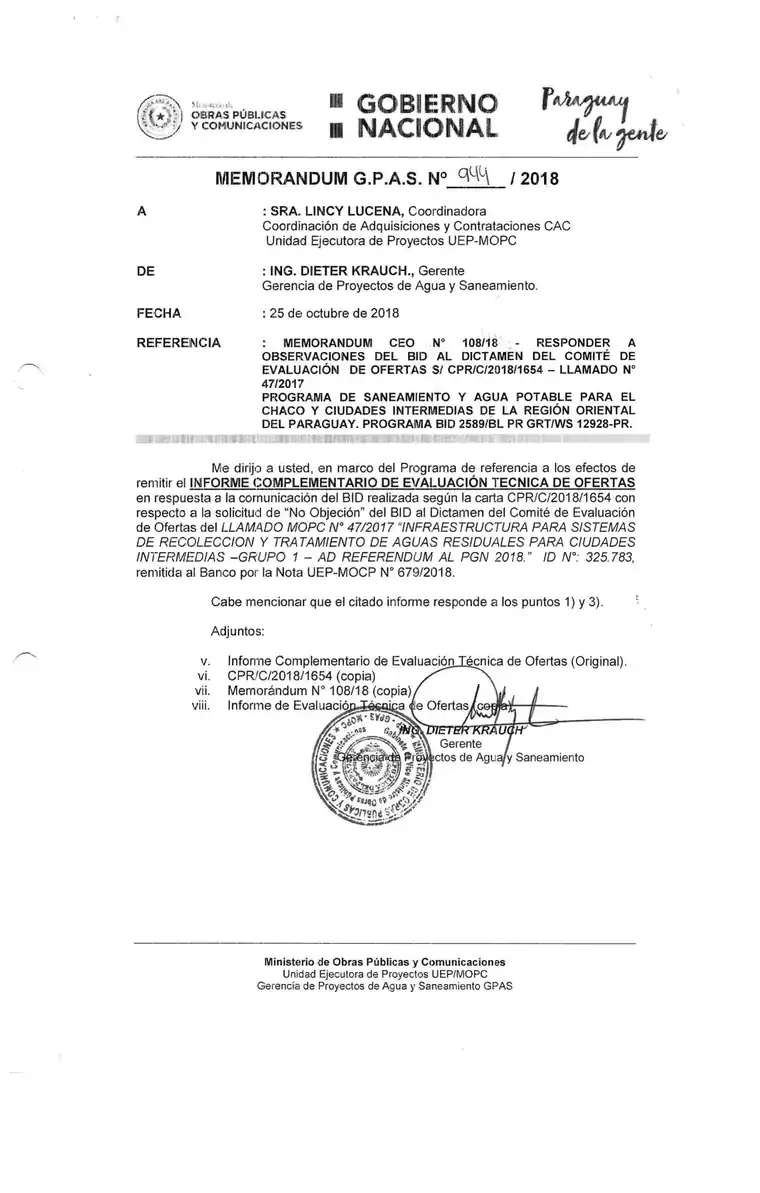 Ministerio de
OBRAS PÚBLICAS
Y COMUNICACIONES
GOBIERNO
NACIONAL
Paraguay
de la gente
MEMORANDUM G.P.A.S. N° 944 / 2018
A : SRA. LINCY LUCENA, Coordinadora
Coordinación de Adquisiciones y Contrataciones CAC
Unidad Ejecutora de Proyectos UEP-MOPC
DE : ING. DIETER KRAUCH., Gerente
Gerencia de Proyectos de Agua y Saneamiento.
FECHA : 25 de octubre de 2018
REFERENCIA : MEMORANDUM CEO N° 108/18 - RESPONDER A
OBSERVACIONES DEL BID AL DICTAMEN DEL COMITÉ DE
EVALUACIÓN DE OFERTAS S/ CPR/C/2018/1654 – LLAMADO N°
47/2017
PROGRAMA DE SANEAMIENTO Y AGUA POTABLE PARA EL
CHACO Y CIUDADES INTERMEDIAS DE LA REGIÓN ORIENTAL
DEL PARAGUAY. PROGRAMA BID 2589/BL PR GRT/WS 12928-PR.
Me dirijo a usted, en marco del Programa de referencia a los efectos de
remitir el INFORME COMPLEMENTARIO DE EVALUACIÓN TECNICA DE OFERTAS
en respuesta a la comunicación del BID realizada según la carta CPR/C/2018/1654 con
respecto a la solicitud de “No Objeción” del BID al Dictamen del Comité de Evaluación
de Ofertas del LLAMADO MOPC N° 47/2017 “INFRAESTRUCTURA PARA SISTEMAS
DE RECOLECCION Y TRATAMIENTO DE AGUAS RESIDUALES PARA CIUDADES
INTERMEDIAS –GRUPO 1 – AD REFERENDUM AL PGN 2018.” ID N°: 325.783,
remitida al Banco por la Nota UEP-MOCP N° 679/2018.
Cabe mencionar que el citado informe responde a los puntos 1) y 3).
Adjuntos:
v. Informe Complementario de Evaluación Técnica de Ofertas (Original).
vi. CPR/C/2018/1654 (copia)
vii. Memorándum N° 108/18 (copia)
viii. Informe de Evaluación Técnica de Ofertas (copia)
ING. DIETER KRAUCH
Gerente
Gerencia de Proyectos de Agua y Saneamiento
Ministerio de Obras Públicas y Comunicaciones
Unidad Ejecutora de Proyectos UEP/MOPC
Gerencia de Proyectos de Agua y Saneamiento GPAS